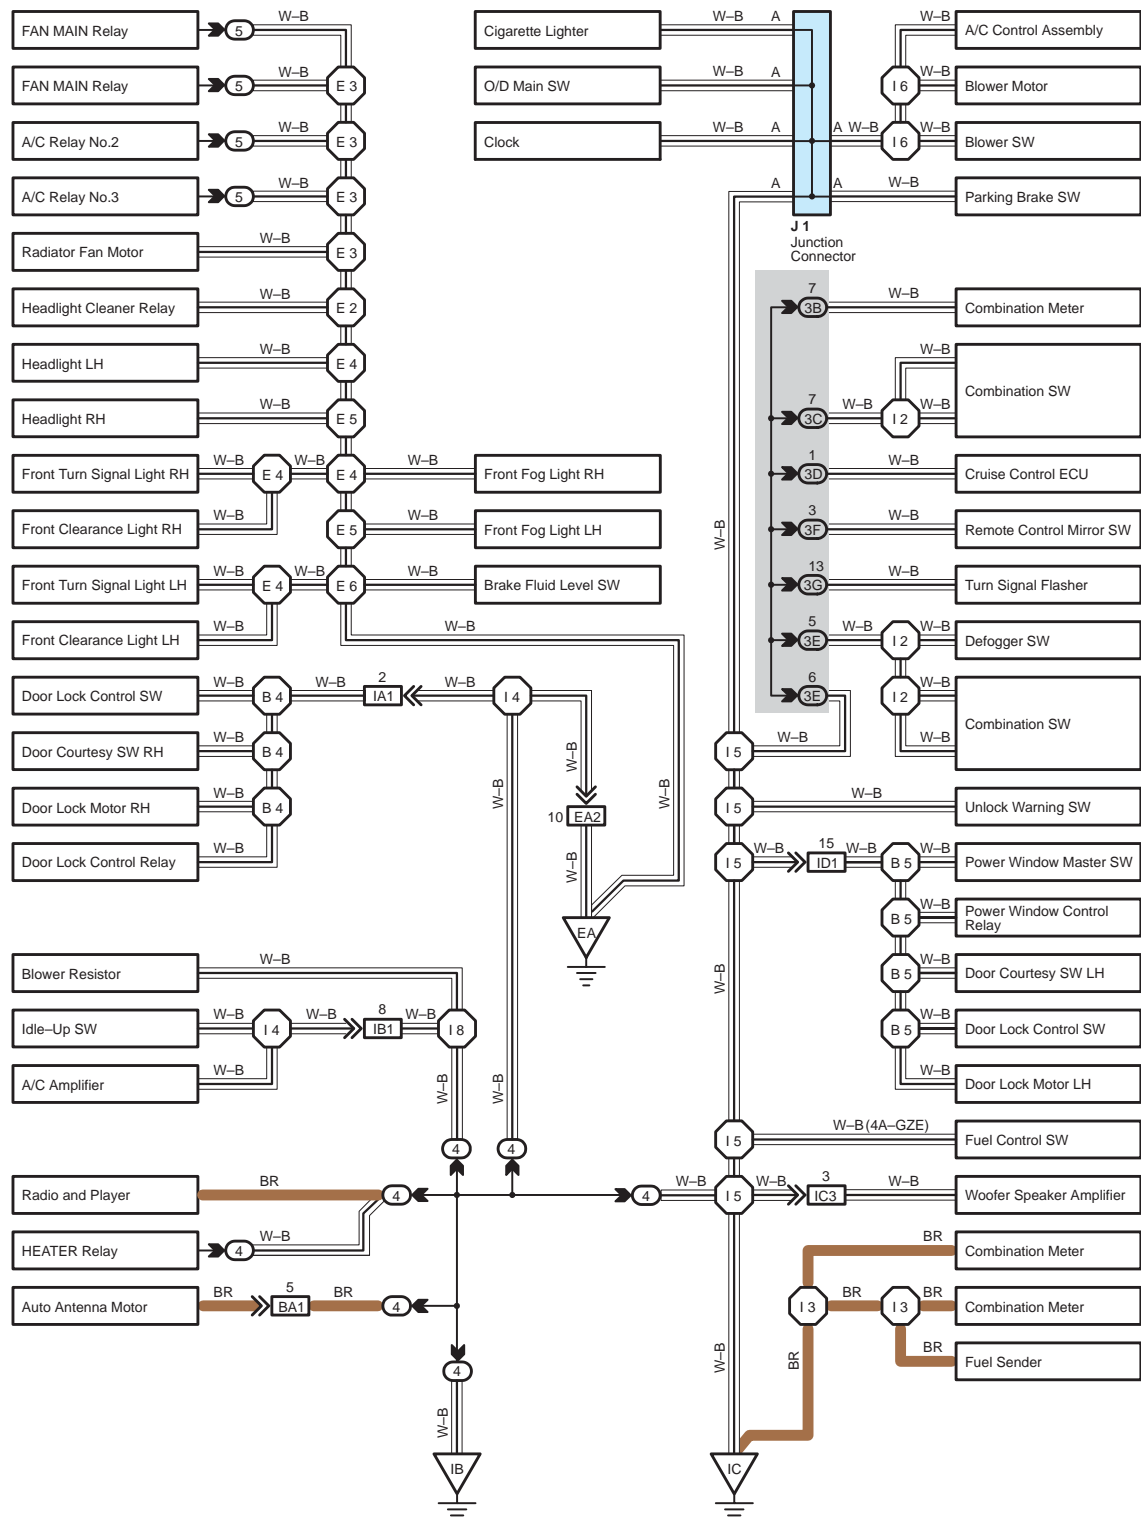 FAN MAIN Relay 5 W–B
Cigarette Lighter W–B A
W–B A/C Control Assembly
FAN MAIN Relay 5 W–B E 3
O/D Main SW W–B A
I 6 W–B Blower Motor
A/C Relay No.2 5 W–B E 3
Clock W–B A A W–B I 6 W–B Blower SW
A/C Relay No.3 5 W–B E 3
A A W–B Parking Brake SW
J 1
Junction
Connector
Radiator Fan Motor W–B E 3
Headlight Cleaner Relay W–B E 2
7
3B W–B Combination Meter
Headlight LH W–B E 4
W–B
Combination SW
Headlight RH W–B E 5
7
3C W–B I 2 W–B
Front Turn Signal Light RH W–B E 4 W–B E 4 W–B Front Fog Light RH
1
3D W–B Cruise Control ECU
Front Clearance Light RH W–B
E 5 W–B Front Fog Light LH
W–B
3
3F W–B Remote Control Mirror SW
Front Turn Signal Light LH W–B E 4 W–B E 6 W–B Brake Fluid Level SW
13
3G W–B Turn Signal Flasher
Front Clearance Light LH W–B
W–B
5
3E W–B I 2 W–B Defogger SW
Door Lock Control SW W–B B 4 W–B
2
IA1 W–B I 4
6
3E
I 2 W–B
Combination SW
W–B
Door Courtesy SW RH W–B B 4
W–B
W–B
W–B
I 5 W–B
Door Lock Motor RH W–B B 4
10 EA2
I 5 W–B Unlock Warning SW
Door Lock Control Relay W–B
W–B
I 5 W–B
15
ID1 W–B B 5 W–B Power Window Master SW
EA
B 5 W–B Power Window Control
Relay
Blower Resistor W–B
W–B
B 5 W–B Door Courtesy SW LH
Idle–Up SW W–B I 4 W–B
8
IB1 W–B I 8
B 5 W–B Door Lock Control SW
A/C Amplifier W–B
W–B
W–B
W–B Door Lock Motor LH
4
4
I 5 W–B (4A–GZE) Fuel Control SW
Radio and Player BR 4
4 W–B I 5 W–B
3
IC3 W–B Woofer Speaker Amplifier
HEATER Relay 4 W–B
BR Combination Meter
Auto Antenna Motor BR
5
BA1 BR 4
I 3 BR I 3 BR Combination Meter
4
W–B
BR
BR Fuel Sender
W–B
IB
IC